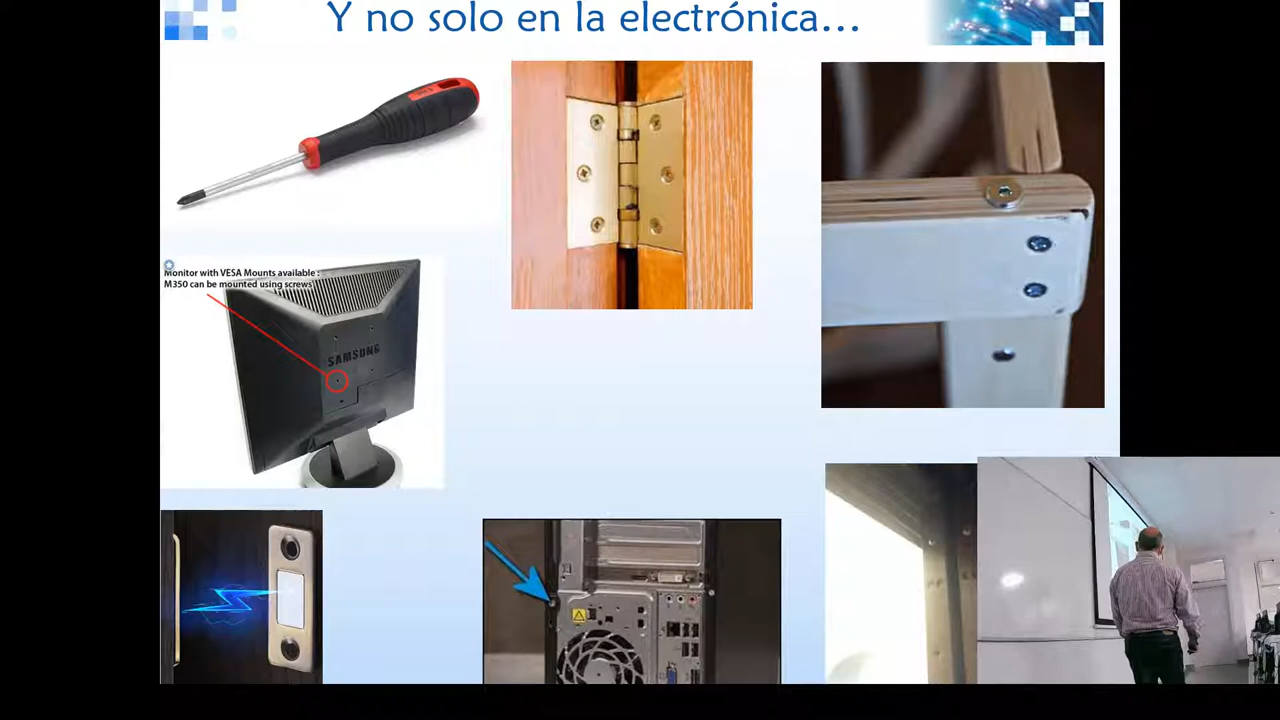 Y no solo en la electrónica...
Monitor with VESA Mounts available :
M350 can be mounted using screws
SAMSUNG